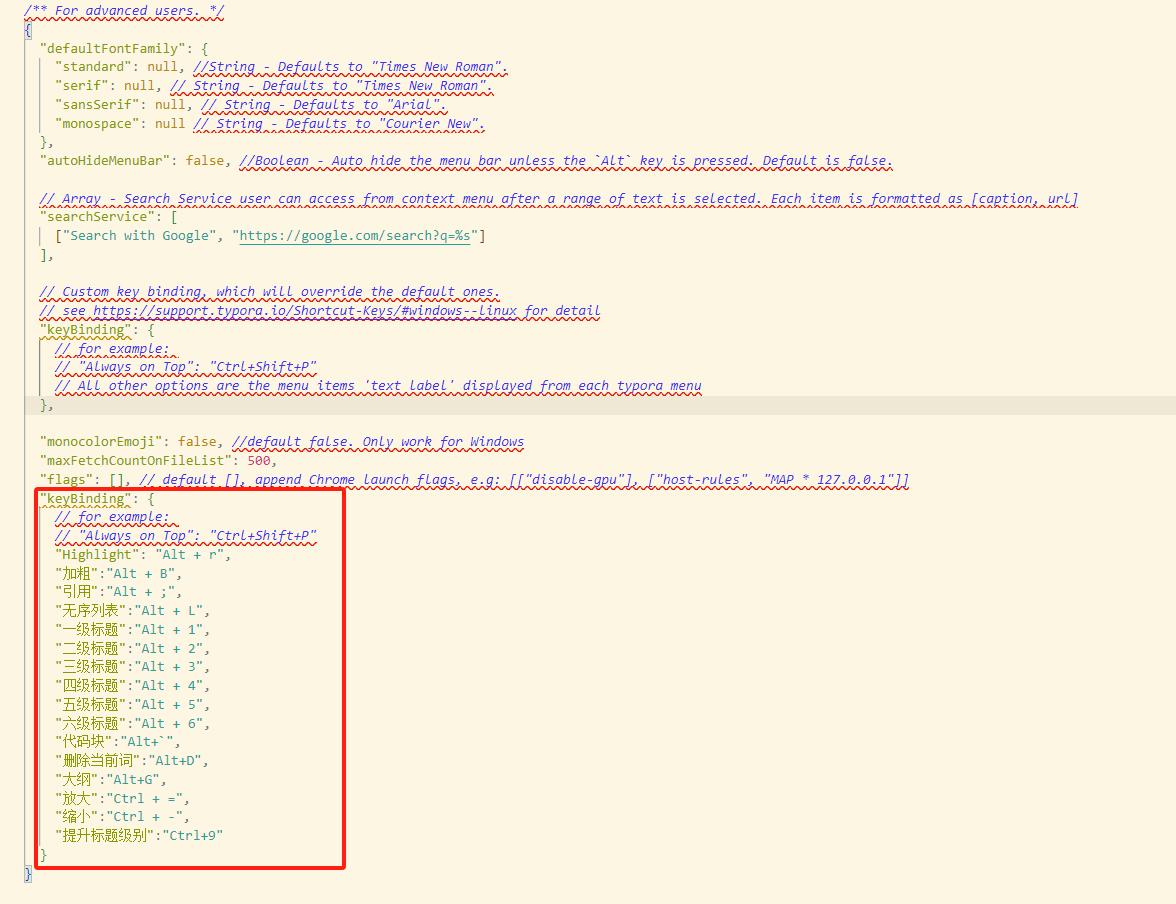 /** For advanced users. */
{
"defaultFontFamily": {
"standard": null, //String - Defaults to "Times New Roman".
"serif": null, // String - Defaults to "Times New Roman".
"sansSerif": null, // String - Defaults to "Arial".
"monospace": null // String - Defaults to "Courier New".
},
"autoHideMenuBar": false, //Boolean - Auto hide the menu bar unless the `Alt` key is pressed. Default is false.
// Array - Search Service user can access from context menu after a range of text is selected. Each item is formatted as [caption, url]
"searchService": [
["Search with Google", "https://google.com/search?q=%s"]
],
// Custom key binding, which will override the default ones.
// see https://support.typora.io/Shortcut-Keys/#windows--linux for detail
"keyBinding": {
// for example:
// "Always on Top": "Ctrl+Shift+P"
// All other options are the menu items 'text label' displayed from each typora menu
},
"monocolorEmoji": false, //default false. Only work for Windows
"maxFetchCountOnFileList": 500,
"flags": [], // default [], append Chrome launch flags, e.g: [["disable-gpu"], ["host-rules", "MAP * 127.0.0.1"]]
"keyBinding": {
// for example:
// "Always on Top": "Ctrl+Shift+P"
"Highlight": "Alt + r",
"加粗":"Alt + B",
"引用":"Alt + ;",
"无序列表":"Alt + L",
"一级标题":"Alt + 1",
"二级标题":"Alt + 2",
"三级标题":"Alt + 3",
"四级标题":"Alt + 4",
"五级标题":"Alt + 5",
"六级标题":"Alt + 6",
"代码块":"Alt+`",
"删除当前词":"Alt+D",
"大纲":"Alt+G",
"放大":"Ctrl + =",
"缩小":"Ctrl + -",
"提升标题级别":"Ctrl+9"
}
}